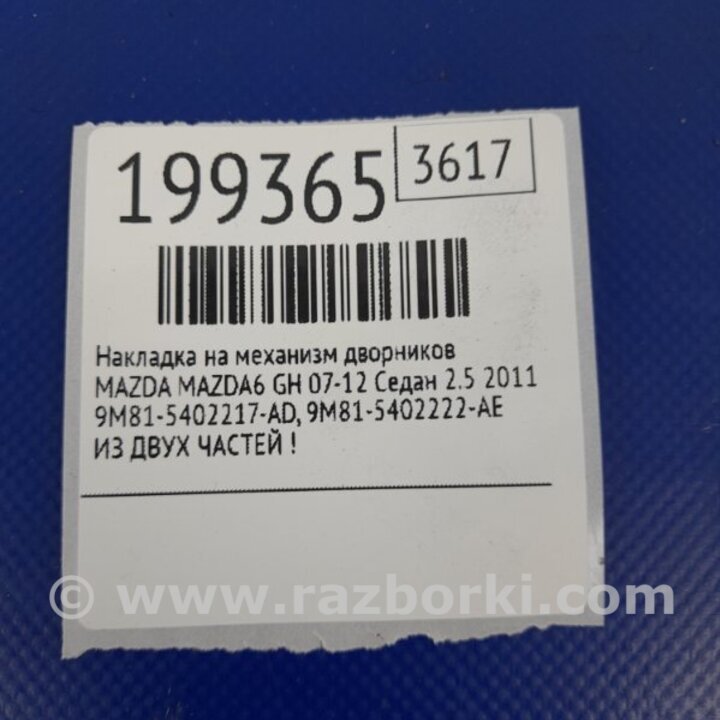 199365
3617
Накладка на механизм дворников
MAZDA MAZDA6 GH 07-12 Седан 2.5 2011
9M81-5402217-AD, 9M81-5402222-AE
ИЗ ДВУХ ЧАСТЕЙ !
© www.razborki.com